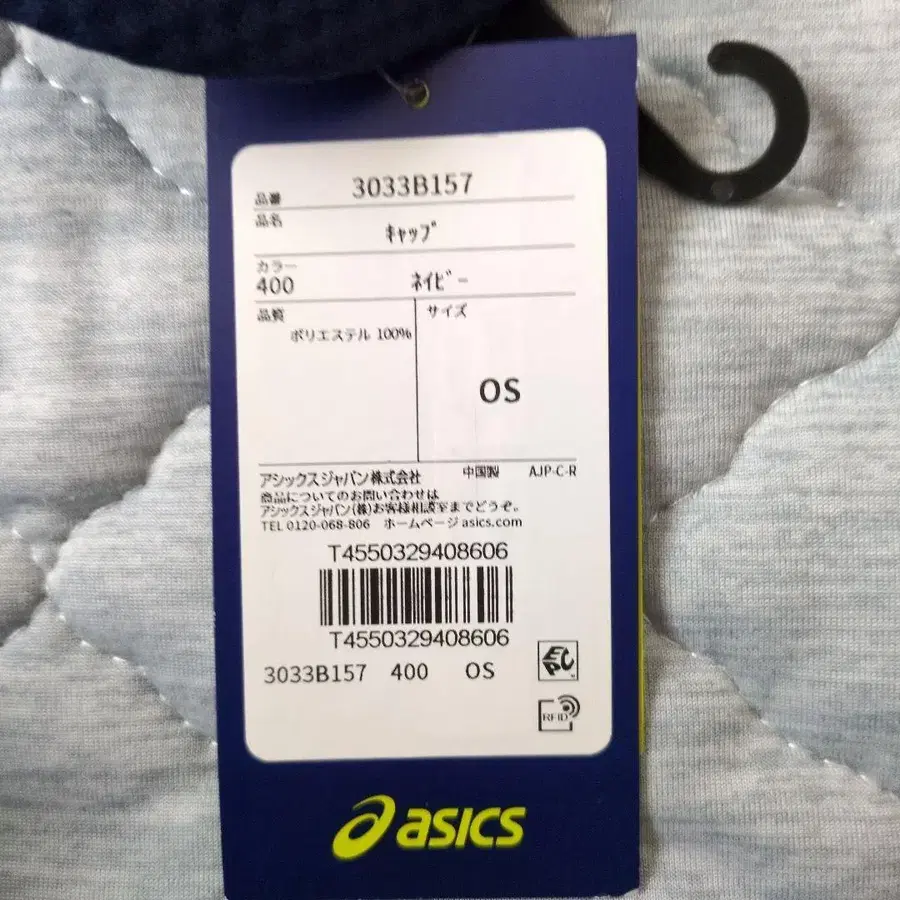 品番 3033B157
品名
ｷｬｯﾌﾟ
カラー
400 ﾈｲﾋﾞｰ
品質 サイズ
ポリエステル 100%
OS
アシックスジャパン株式会社 中国製 AJP-C-R
商品についてのお問い合わせは
アシックスジャパン(株)お客様相談室までどうぞ。
TEL 0120-068-806 ホームページ asics.com
T4550329408606
T4550329408606
3033B157 400 OS
EPC
RFID
asics